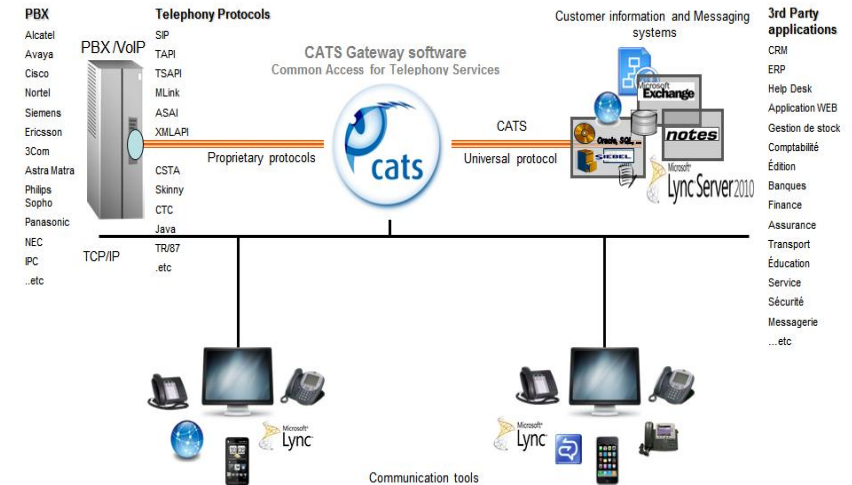 PBX
Alcatel
Avaya
Cisco
Nortel
Siemens
Ericsson
3Com
Astra Matra
Philips
Sopho
Panasonic
NEC
IPC
..etc
PBX /VoIP
TCP/IP
Telephony Protocols
SIP
TAPI
TSAPI
MLink
ASAI
XMLAPI
CSTA
Skinny
CTC
Java
TR/87
.etc
Proprietary protocols
CATS Gateway software
Common Access for Telephony Services
cats
CATS
Universal protocol
Customer information and Messaging
systems
Microsoft
Exchange
Oracle, SQL, ...
notes
SIEBEL
Microsoft
Lync Server 2010
3rd Party
applications
CRM
ERP
Help Desk
Application WEB
Gestion de stock
Comptabilité
Édition
Banques
Finance
Assurance
Transport
Éducation
Service
Sécurité
Messagerie
…etc
Microsoft
Lync
Microsoft
Lync
Communication tools